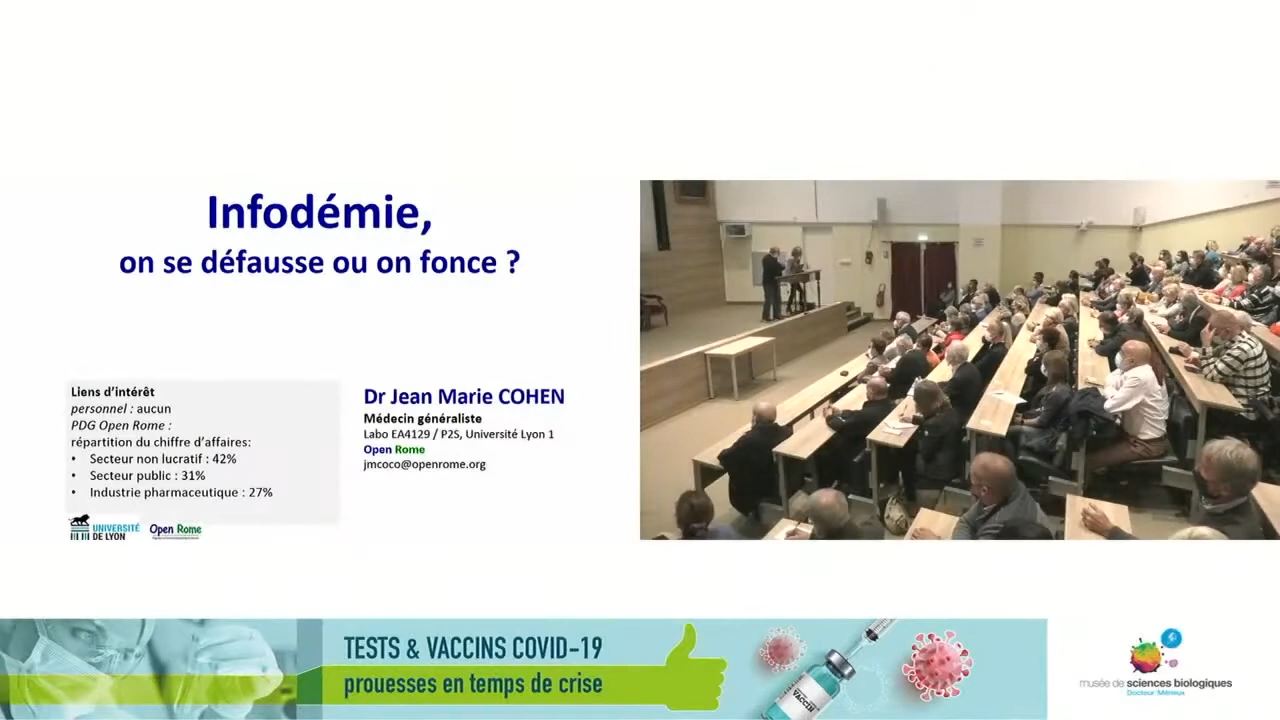 Infodémie,
on se défausse ou on fonce ?
Liens d’intérêt
personnel : aucun
PDG Open Rome :
répartition du chiffre d’affaires:
• Secteur non lucratif : 42%
• Secteur public : 31%
• Industrie pharmaceutique : 27%
Dr Jean Marie COHEN
Médecin généraliste
Labo EA4129 / P2S, Université Lyon 1
Open Rome
jmcoco@openrome.org
UNIVERSITÉ
DE LYON
Open Rome
TESTS & VACCINS COVID-19
prouesses en temps de crise
VACCIN
musée de sciences biologiques
Docteur Mérieux